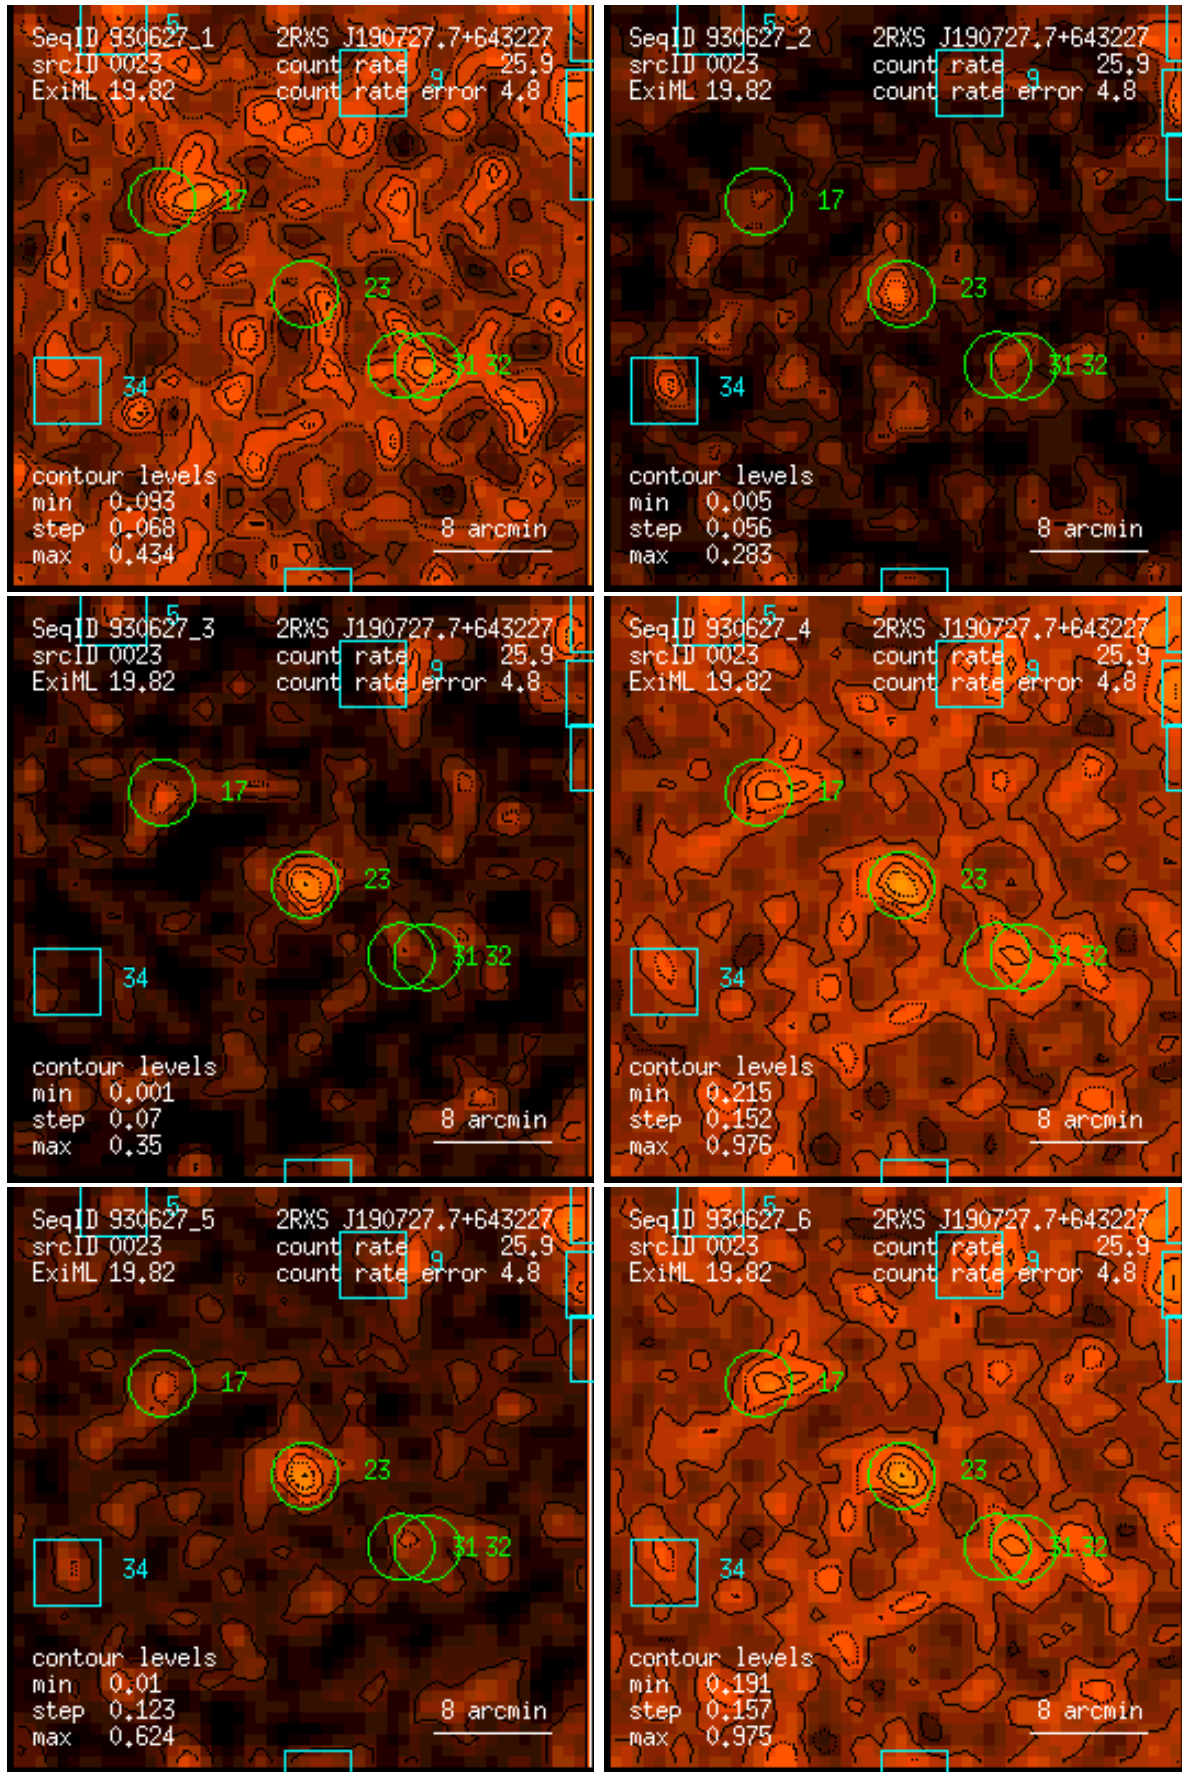 5
SeqID 930627_1 2RXS J190727.7+643227
srcID 0023 count rate 25.9
9
ExiML 19.82 count rate error 4.8
17
23
31 32
34
contour levels
min 0.093
step 0.068 8 arcmin
max 0.434
5
SeqID 930627_2 2RXS J190727.7+643227
srcID 0023 count rate 25.9
9
ExiML 19.82 count rate error 4.8
17
23
31 32
34
contour levels
min 0.005
step 0.056 8 arcmin
max 0.283
5
SeqID 930627_3 2RXS J190727.7+643227
srcID 0023 count rate 25.9
9
ExiML 19.82 count rate error 4.8
17
23
31 32
34
contour levels
min 0.001
step 0.07 8 arcmin
max 0.35
5
SeqID 930627_4 2RXS J190727.7+643227
srcID 0023 count rate 25.9
9
ExiML 19.82 count rate error 4.8
17
23
31 32
34
contour levels
min 0.215
step 0.152 8 arcmin
max 0.976
5
SeqID 930627_5 2RXS J190727.7+643227
srcID 0023 count rate 25.9
9
ExiML 19.82 count rate error 4.8
17
23
31 32
34
contour levels
min 0.01
step 0.123 8 arcmin
max 0.624
5
SeqID 930627_6 2RXS J190727.7+643227
srcID 0023 count rate 25.9
9
ExiML 19.82 count rate error 4.8
17
23
31 32
34
contour levels
min 0.191
step 0.157 8 arcmin
max 0.975